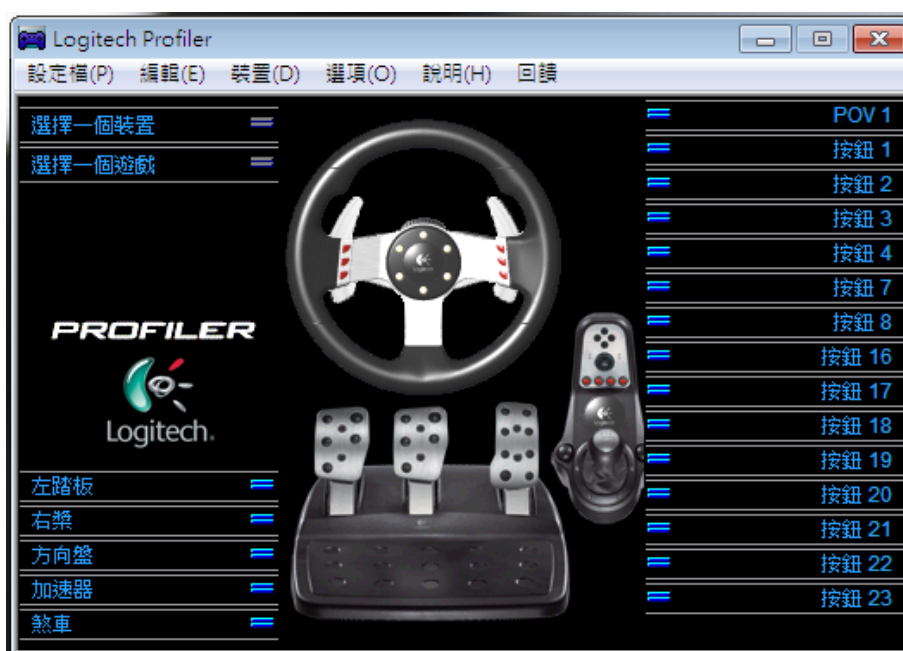 Logitech Profiler
設定檔(P) 編輯(E) 裝置(D) 選項(O) 說明(H) 回饋
選擇一個裝置
選擇一個遊戲
PROFILER
Logitech
左踏板
右槳
方向盤
加速器
煞車
POV 1
按鈕 1
按鈕 2
按鈕 3
按鈕 4
按鈕 7
按鈕 8
按鈕 16
按鈕 17
按鈕 18
按鈕 19
按鈕 20
按鈕 21
按鈕 22
按鈕 23